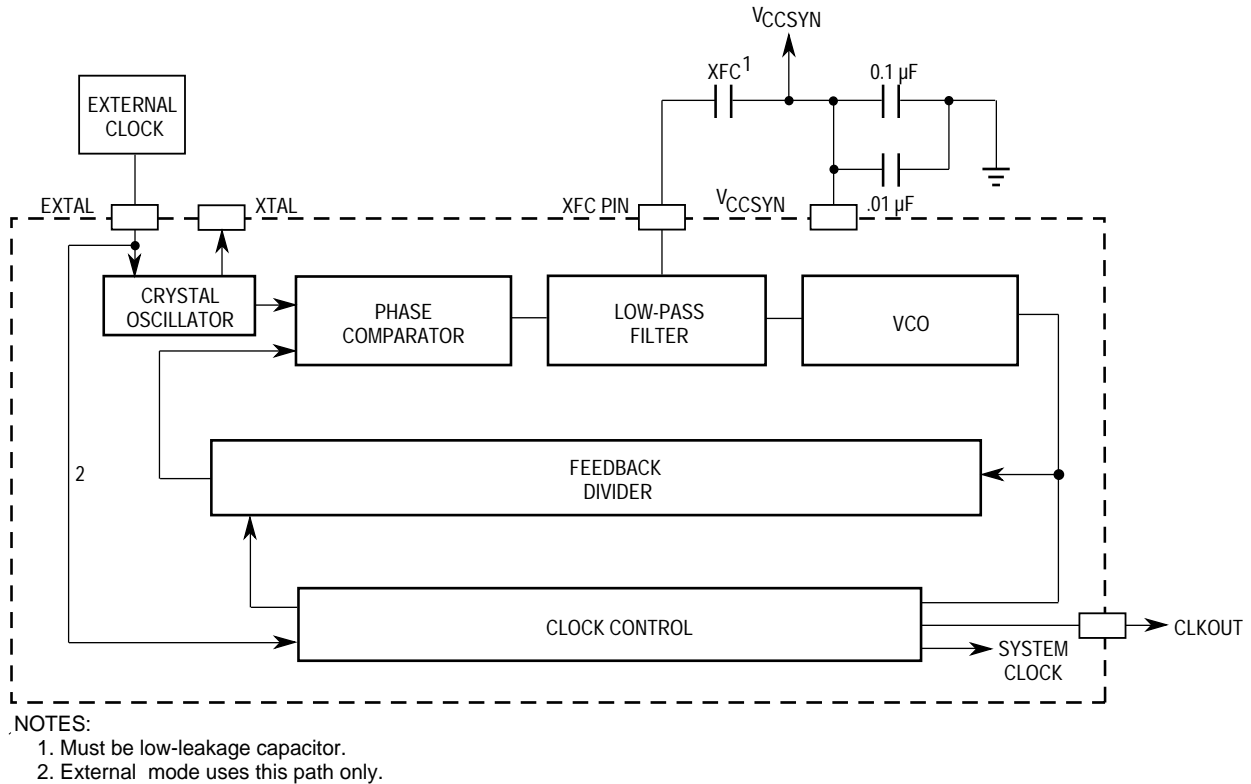 VCCSYN
XFC1
0.1 µF
EXTERNAL
CLOCK
EXTAL
XTAL
XFC PIN
VCCSYN
.01 µF
CRYSTAL
OSCILLATOR
PHASE
COMPARATOR
LOW-PASS
FILTER
VCO
2
FEEDBACK
DIVIDER
CLOCK CONTROL
CLKOUT
SYSTEM
CLOCK
NOTES:
1. Must be low-leakage capacitor.
2. External mode uses this path only.